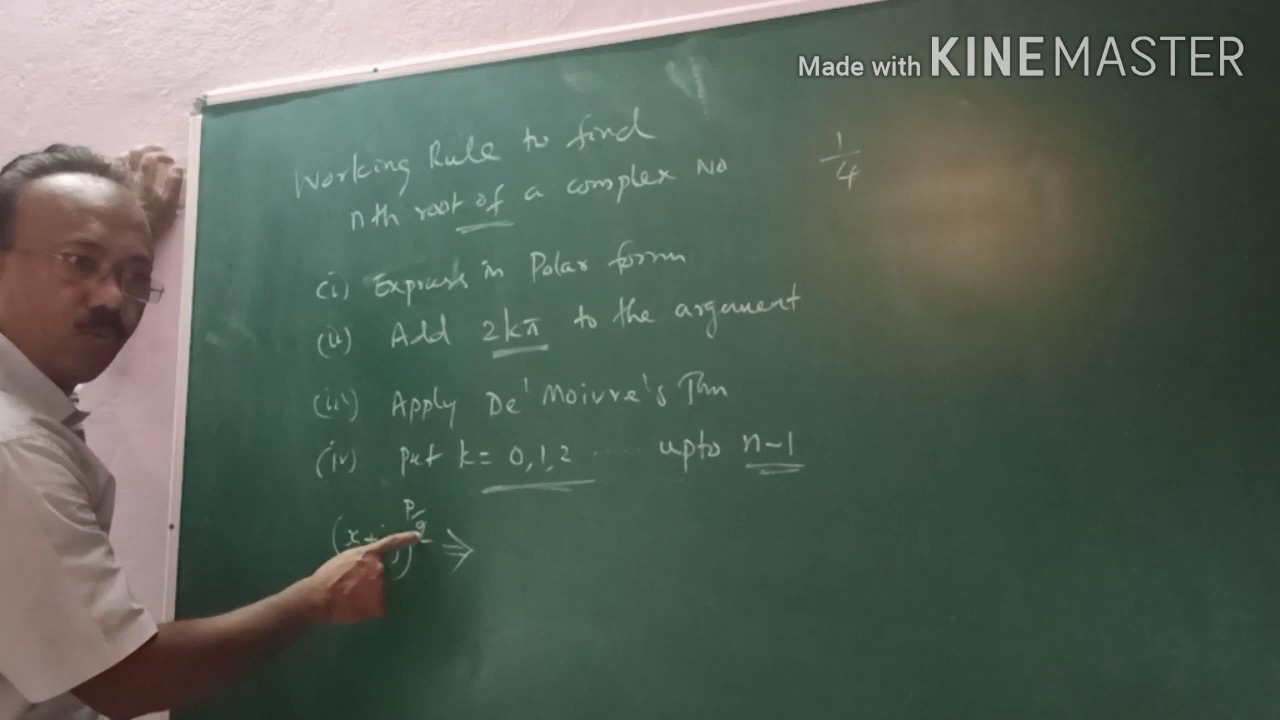 Made with KINEMASTER
Working Rule to find
nth root of a complex No
1/4
(i) Express in Polar form
(ii) Add 2kπ to the argument
(iii) Apply De' Moivre's Thm
(iv) Put k = 0,1,2 ..... upto n-1
(x+i )^{p/q} ⇒